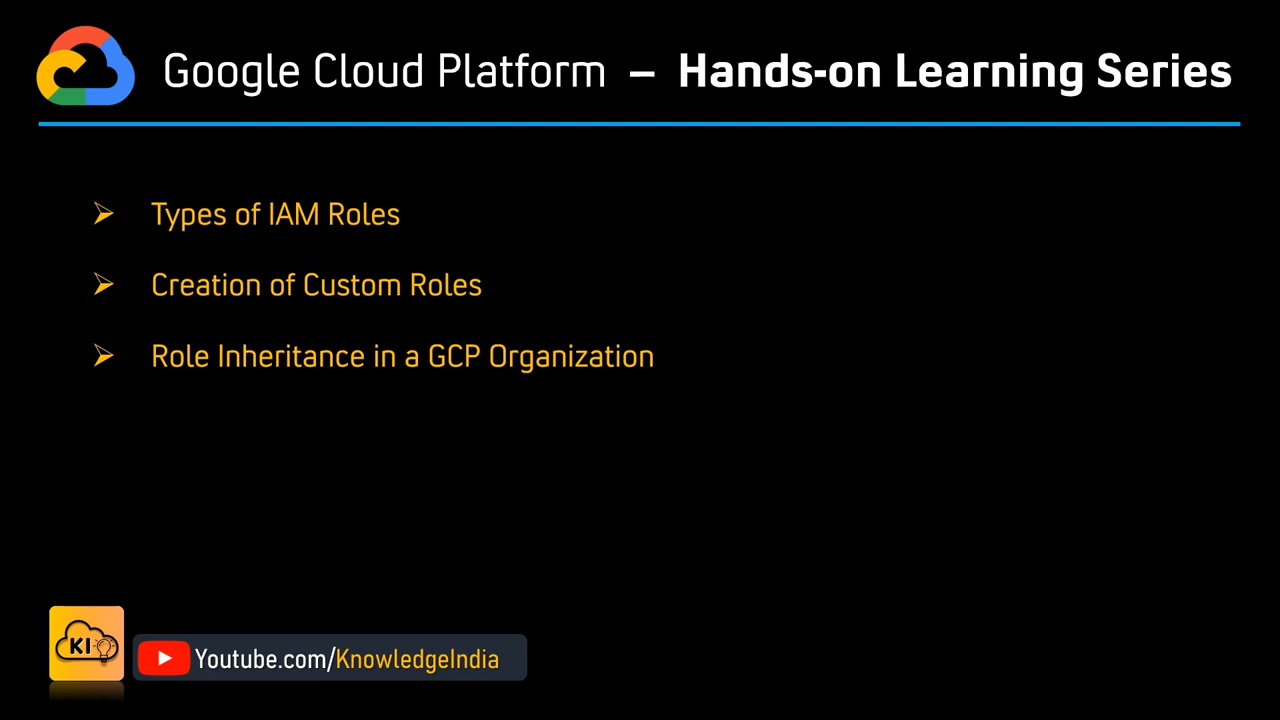 Google Cloud Platform – Hands-on Learning Series
Types of IAM Roles
Creation of Custom Roles
Role Inheritance in a GCP Organization
KI
Youtube.com/KnowledgeIndia